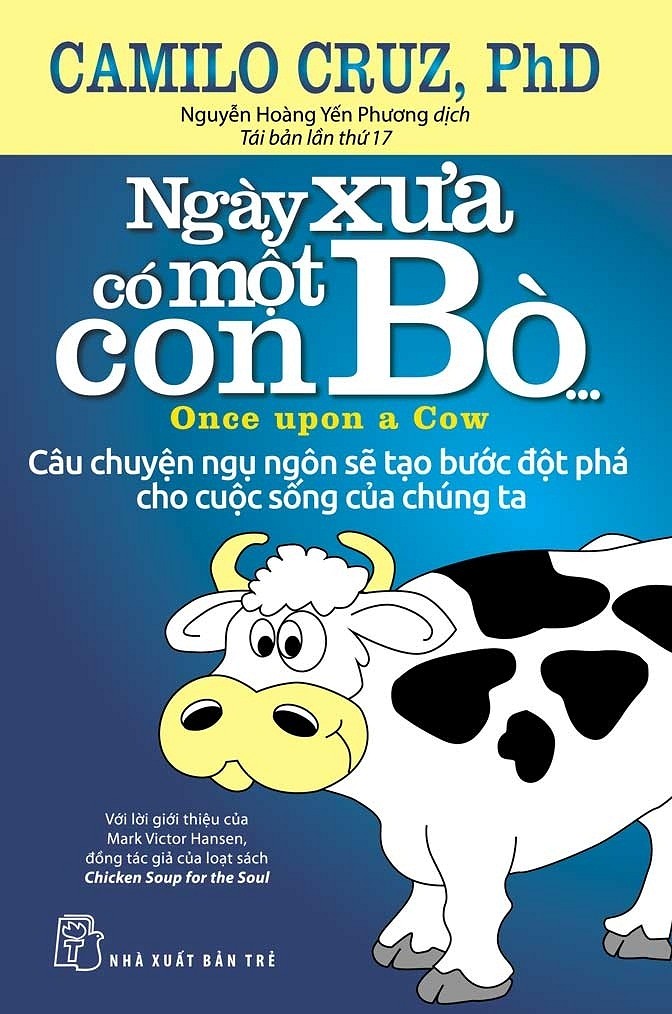 CAMILO CRUZ, PhD
Nguyễn Hoàng Yến Phương dịch
Tái bản lần thứ 17
Ngày xưa
có một
con Bò...
Once upon a Cow
Câu chuyện ngụ ngôn sẽ tạo bước đột phá
cho cuộc sống của chúng ta
Với lời giới thiệu của
Mark Victor Hansen,
đồng tác giả của loạt sách
Chicken Soup for the Soul
NHÀ XUẤT BẢN TRẺ